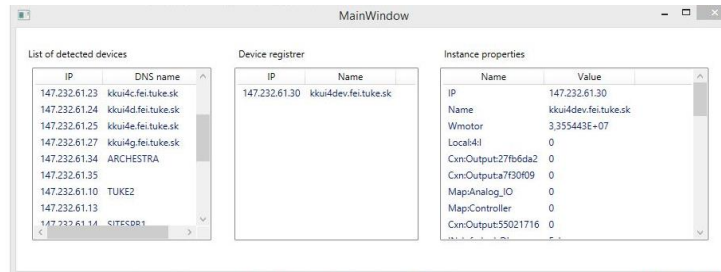 MainWindow
List of detected devices
IP DNS name
147.232.61.23 kkui4c.fei.tuke.sk
147.232.61.24 kkui4d.fei.tuke.sk
147.232.61.25 kkui4e.fei.tuke.sk
147.232.61.27 kkui4g.fei.tuke.sk
147.232.61.34 ARCHESTRA
147.232.61.35
147.232.61.10 TUKE2
147.232.61.13
147.232.61.14
Device registrer
IP Name
147.232.61.30 kkui4dev.fei.tuke.sk
Instance properties
Name Value
IP 147.232.61.30
Name kkui4dev.fei.tuke.sk
Wmotor 3,355443E+07
Local:4:I 0
Cxn:Output:27fb6da2 0
Cxn:Output:a7f30f09 0
Map:Analog_IO 0
Map:Controller 0
Cxn:Output:55021716 0